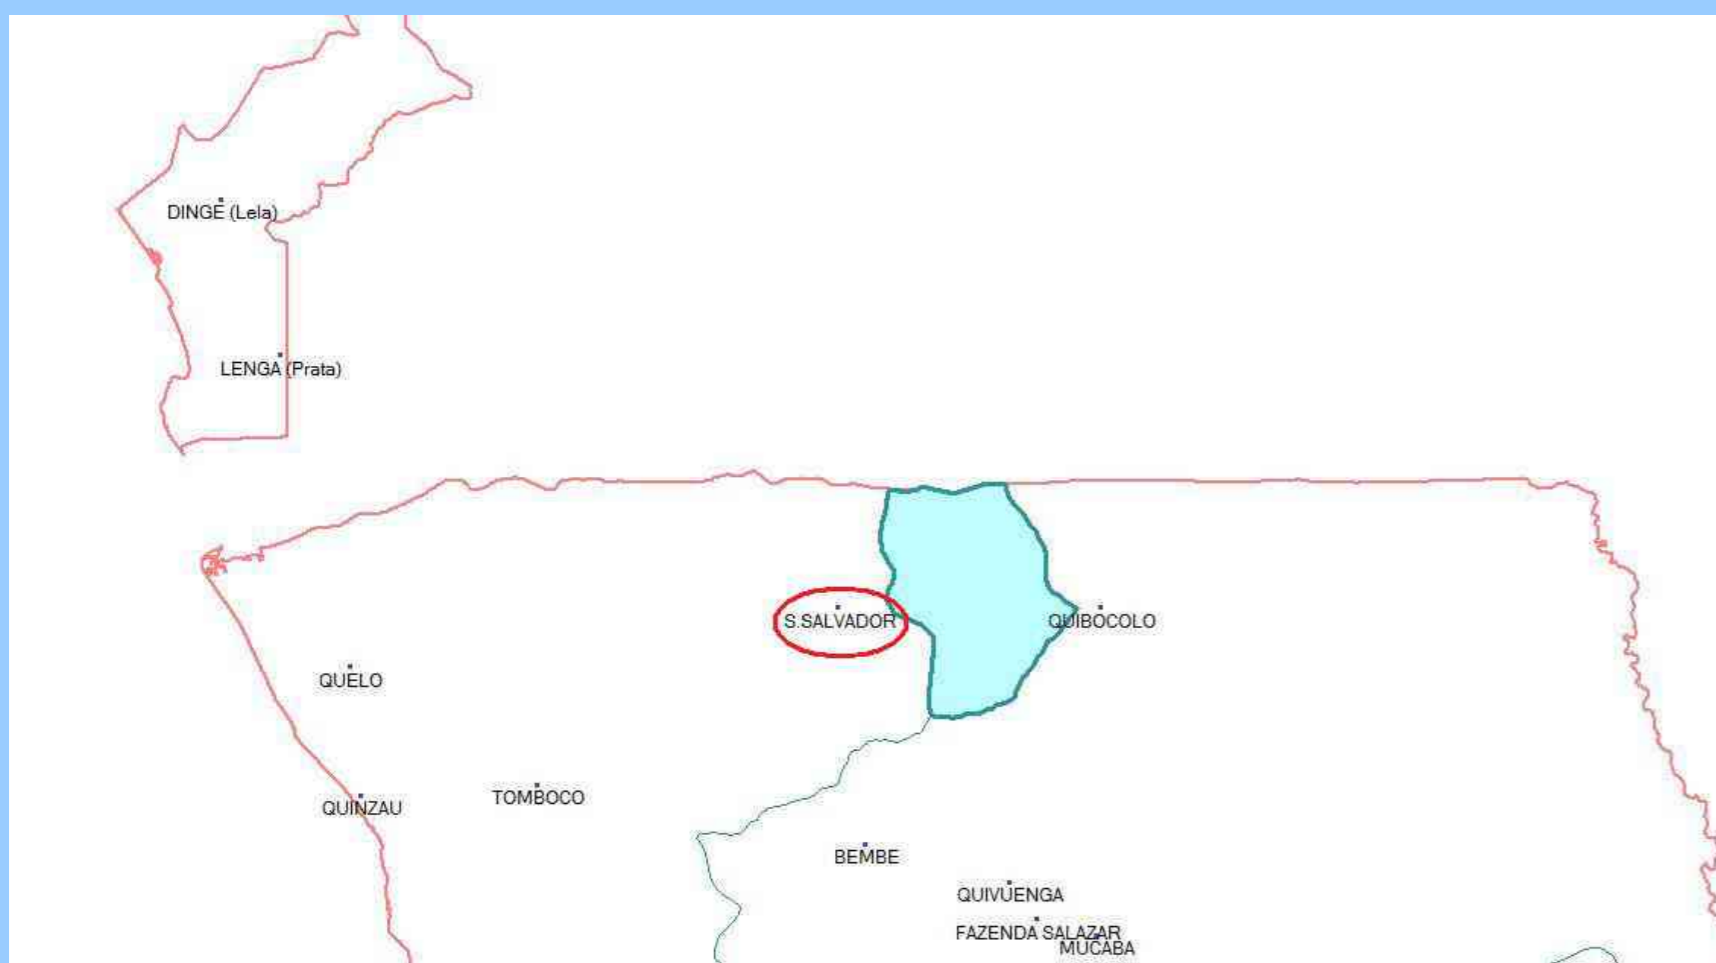 DINGE (Lela)
LENGA (Prata)
S.SALVADOR
QUIBOCOLO
QUELO
QUINZAU
TOMBOCO
BEMBE
QUIVUENGA
FAZENDA SALAZAR
MUCABA